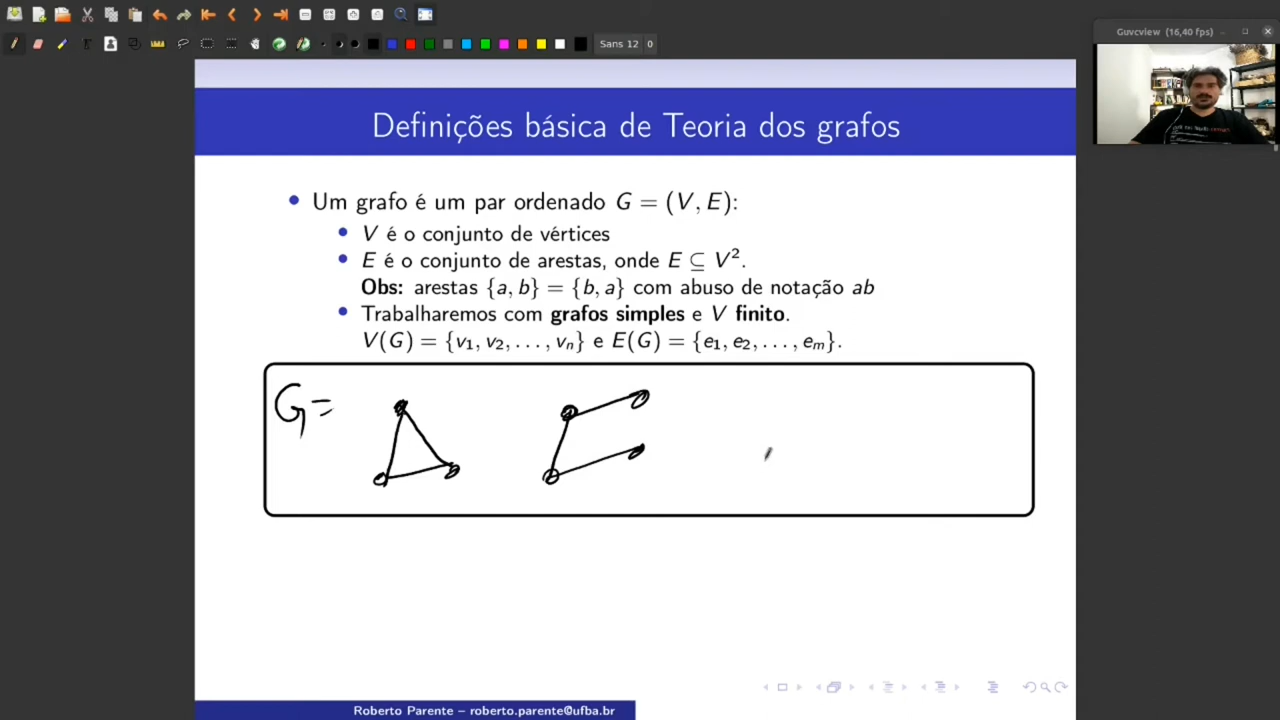 Sans 12 0
Guvcview (16,40 fps)
Definições básica de Teoria dos grafos
Um grafo é um par ordenado G = (V, E):
V é o conjunto de vértices
E é o conjunto de arestas, onde E ⊆ V².
Obs: arestas {a, b} = {b, a} com abuso de notação ab
Trabalharemos com grafos simples e V finito.
V(G) = {v₁, v₂, . . . , vₙ} e E(G) = {e₁, e₂, . . . , eₘ}.
G=
Roberto Parente – roberto.parente@ufba.br